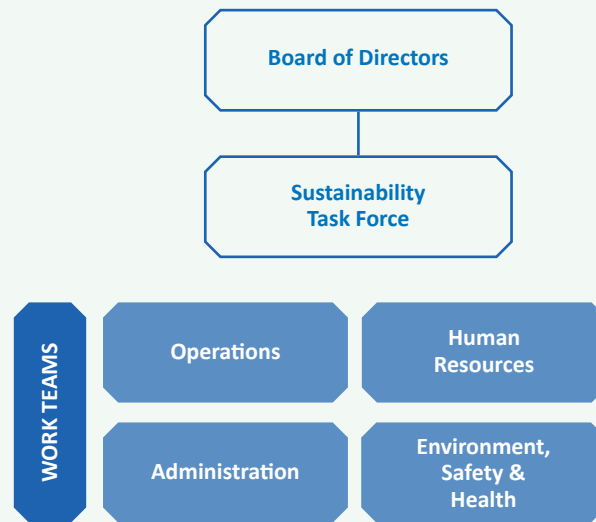 Board of Directors
Sustainability
Task Force
WORK TEAMS
Operations
Human
Resources
Administration
Environment,
Safety &
Health